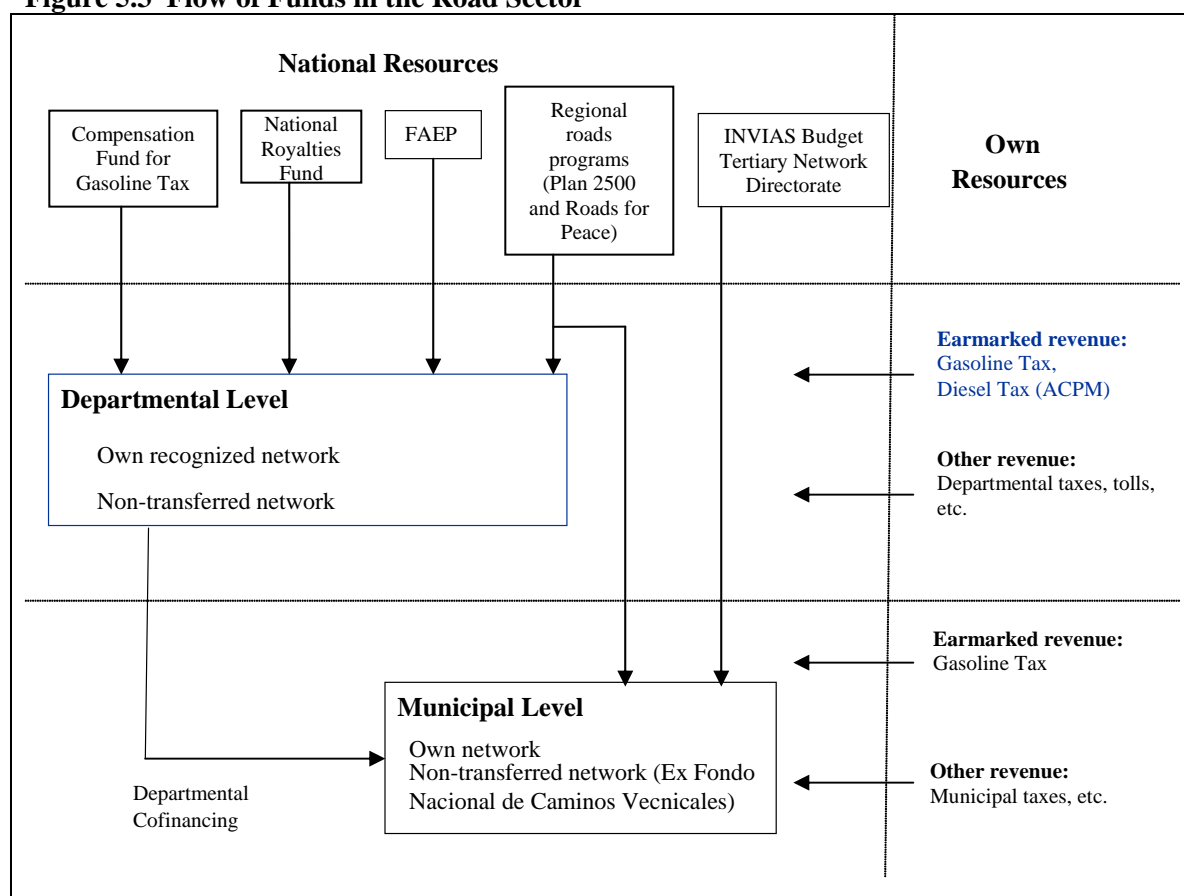 Figure Flow of Funds in the Road Sector
National Resources
Compensation
Fund for
Gasoline Tax
National
Royalties
Fund
FAEP
Regional
roads
programs
(Plan 2500
and Roads for
Peace)
INVIAS Budget
Tertiary Network
Directorate
Own
Resources
Departmental Level
Own recognized network
Non-transferred network
Earmarked revenue:
Gasoline Tax,
Diesel Tax (ACPM)
Other revenue:
Departmental taxes, tolls,
etc.
Municipal Level
Own network
Non-transferred network (Ex Fondo
Nacional de Caminos Vecnicales)
Departmental
Cofinancing
Earmarked revenue:
Gasoline Tax
Other revenue:
Municipal taxes, etc.